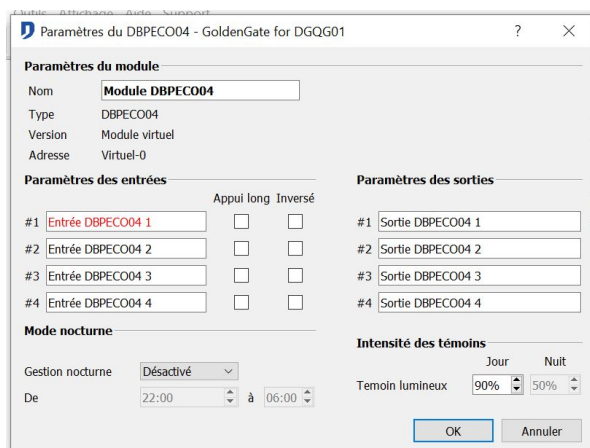 Outils Affichage Aide Support
Paramètres du DBPECO04 - GoldenGate for DGQG01
Paramètres du module
Nom Module DBPECO04
Type DBPECO04
Version Module virtuel
Adresse Virtuel-0
Paramètres des entrées
Appui long Inversé
#1 Entrée DBPECO04 1
#2 Entrée DBPECO04 2
#3 Entrée DBPECO04 3
#4 Entrée DBPECO04 4
Paramètres des sorties
#1 Sortie DBPECO04 1
#2 Sortie DBPECO04 2
#3 Sortie DBPECO04 3
#4 Sortie DBPECO04 4
Mode nocturne
Gestion nocturne Désactivé
De 22:00 à 06:00
Intensité des témoins
Jour Nuit
Temoin lumineux 90% 50%
OK Annuler